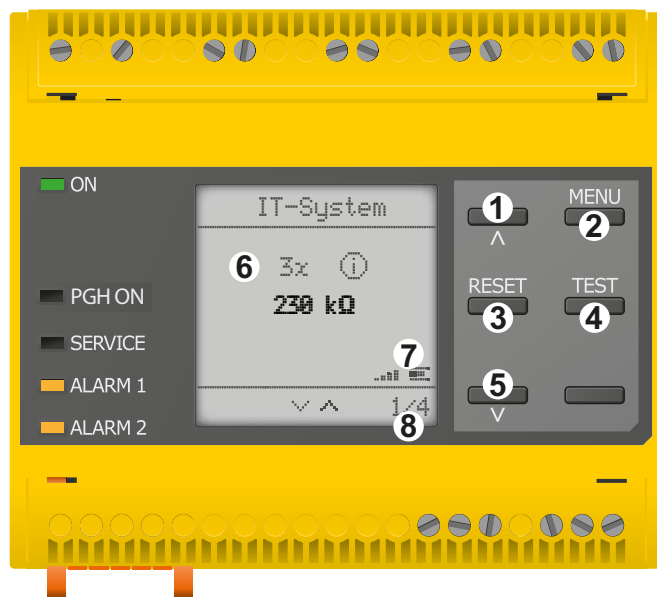 ON
PGH ON
SERVICE
ALARM 1
ALARM 2
IT-System
6 3x i
230 kΩ
7
1/4
8
1
MENU
2
RESET
3
TEST
4
5